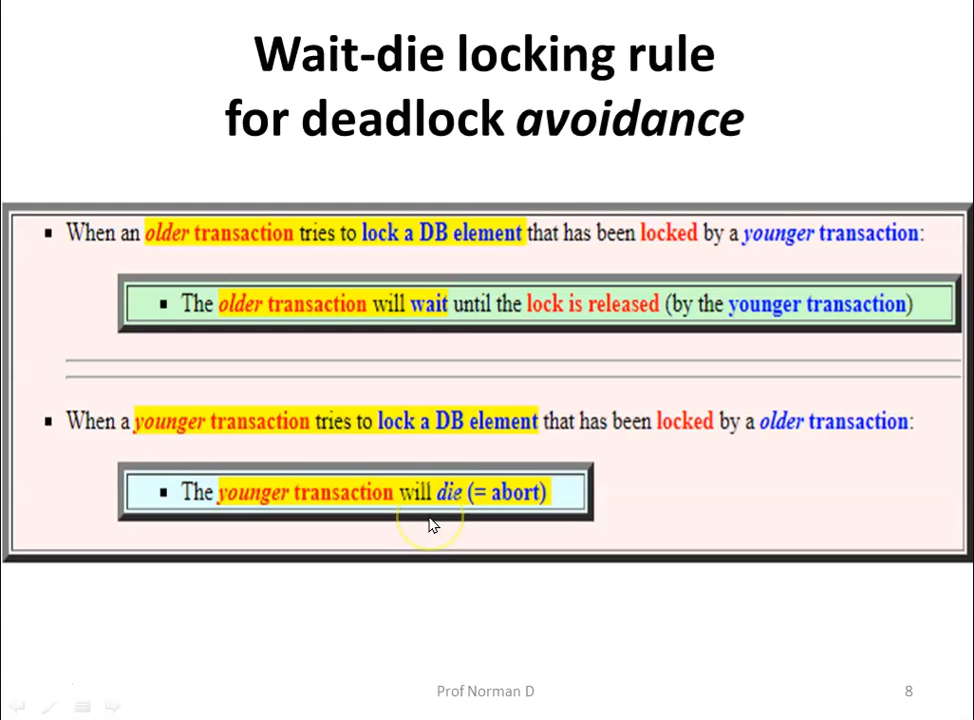 Wait-die locking rule
for deadlock avoidance
▪ When an older transaction tries to lock a DB element that has been locked by a younger transaction:
▪ The older transaction will wait until the lock is released (by the younger transaction)
▪ When a younger transaction tries to lock a DB element that has been locked by a older transaction:
▪ The younger transaction will die (= abort)
Prof Norman D
8